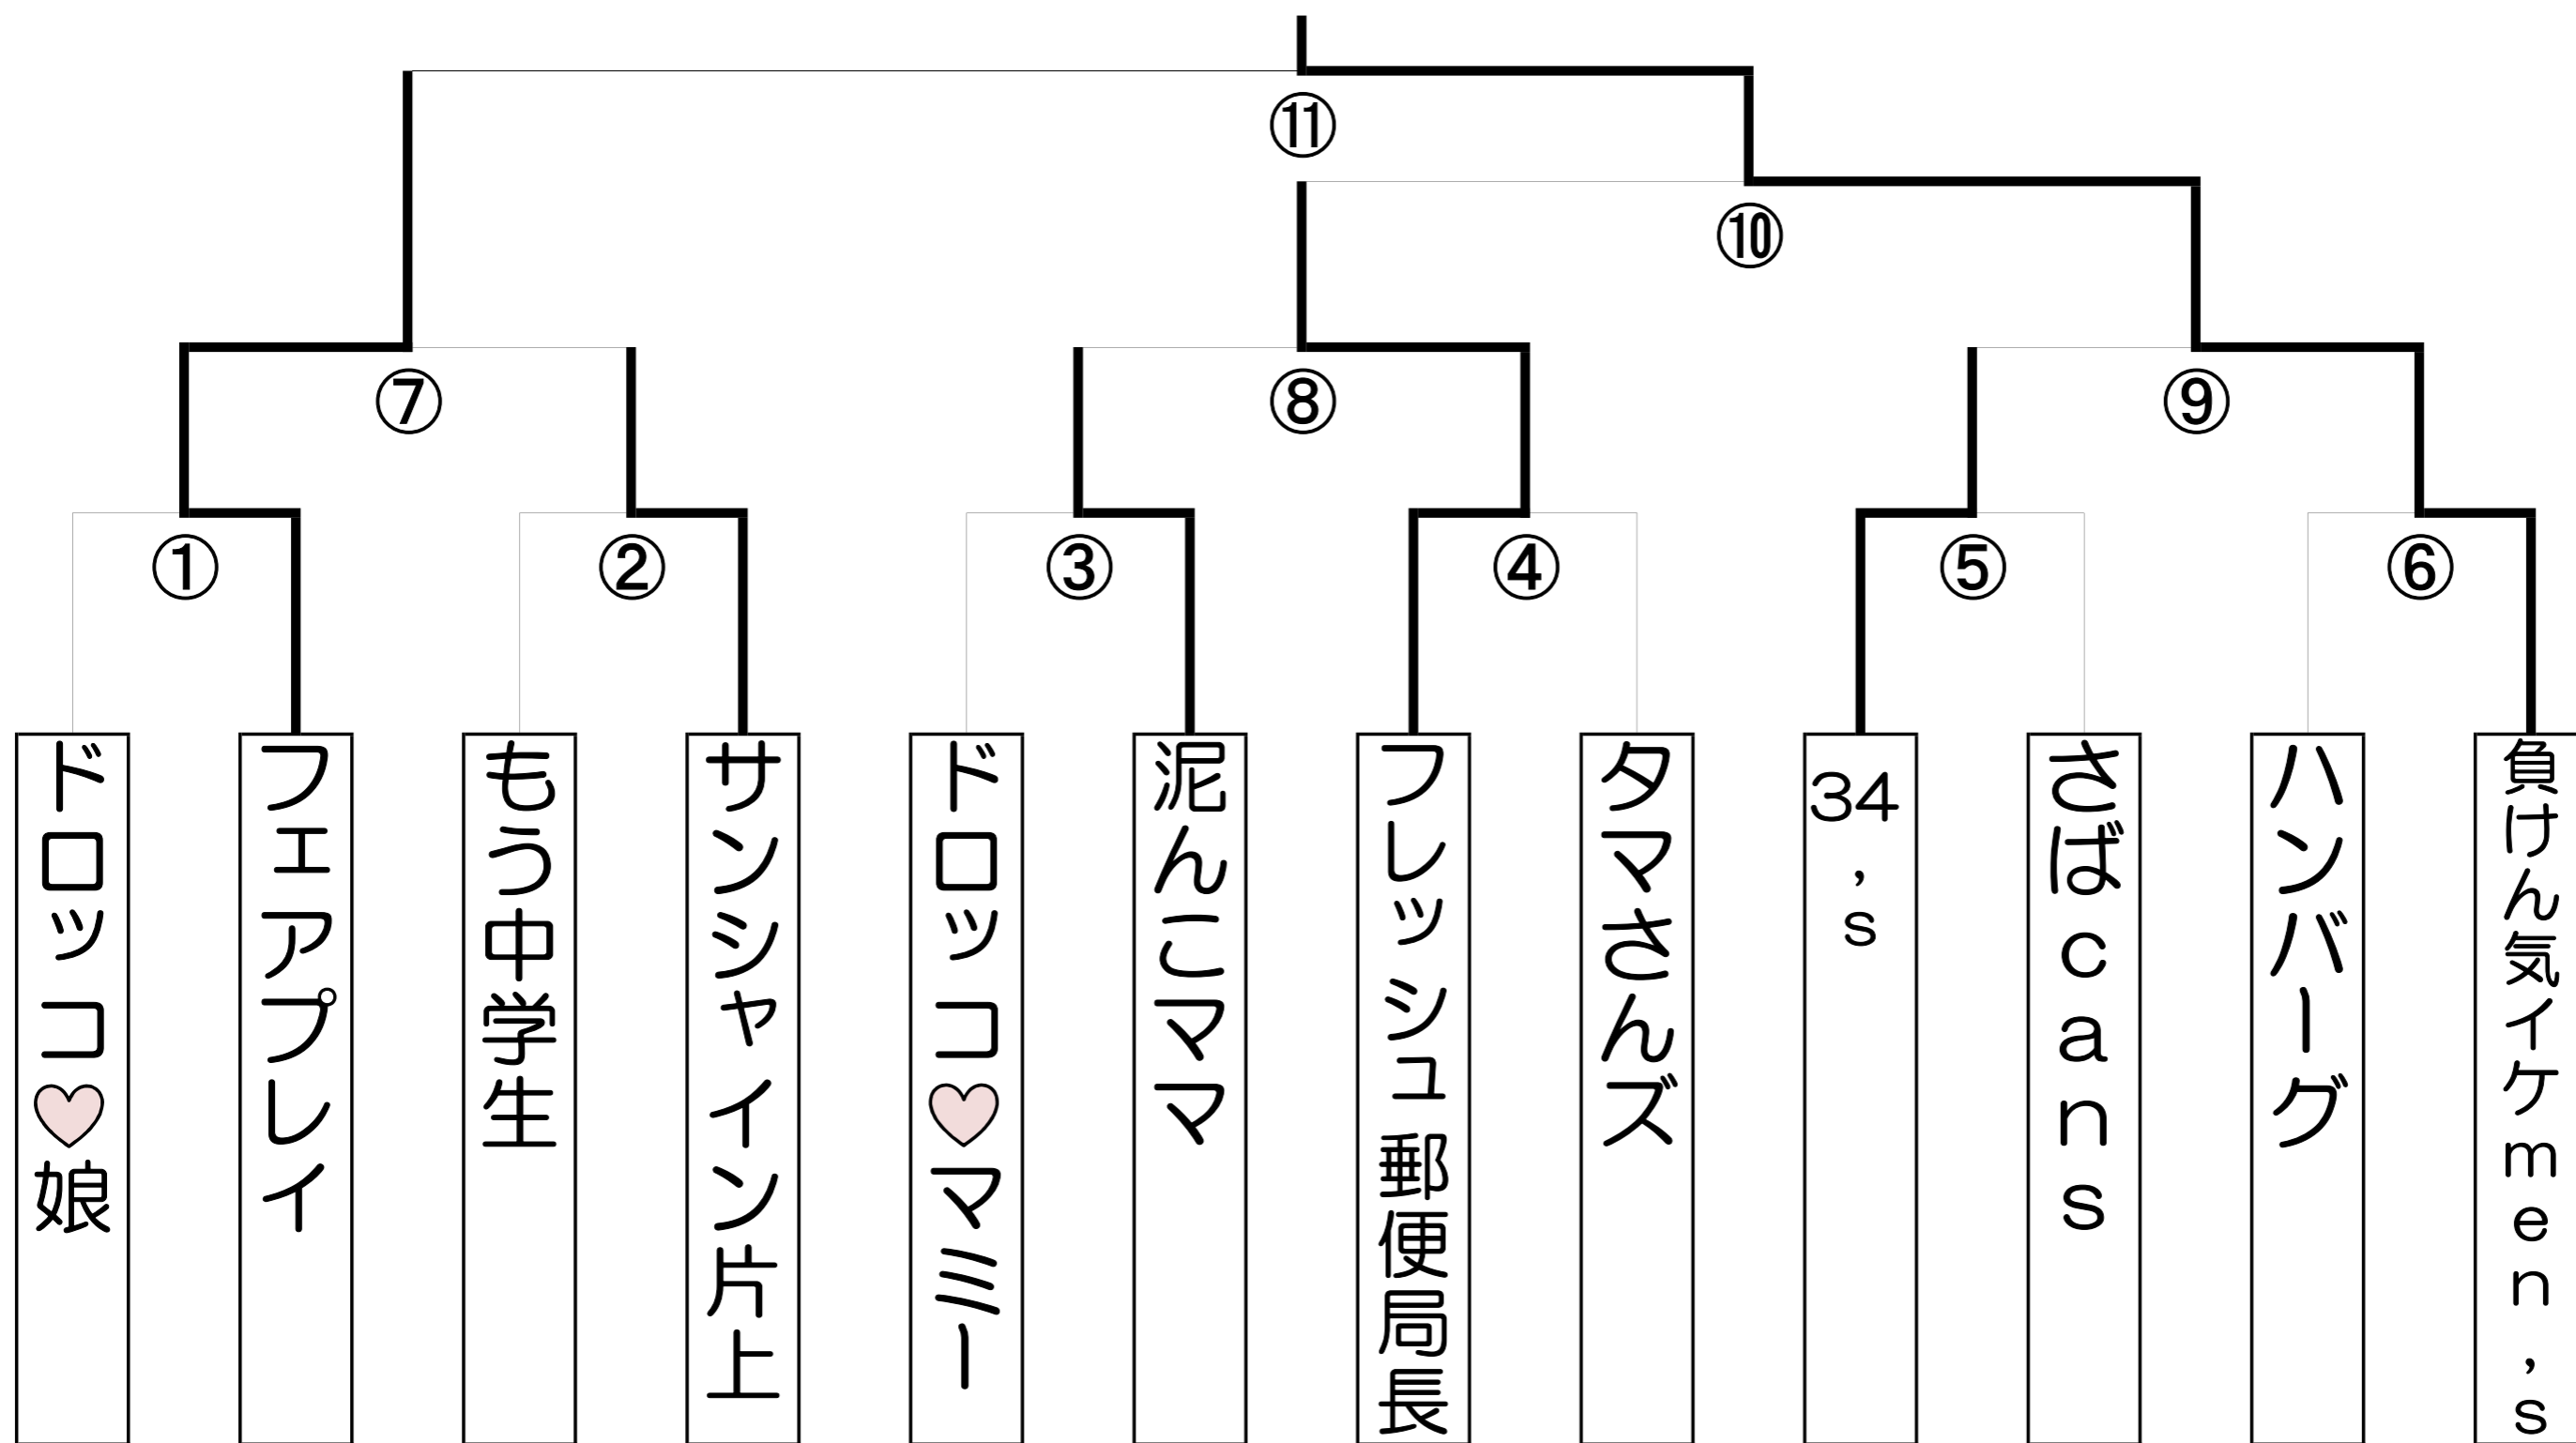 ⑪
⑩
⑦
⑧
⑨
①
②
③
④
⑤
⑥
ドロッコ♡娘
フェアプレイ
もう中学生
サンシャイン片上
ドロッコ♡マミー
泥んこママ
フレッシュ郵便局長
タマさんズ
34,s
さばcans
ハンバーグ
負けん気イケmen,s